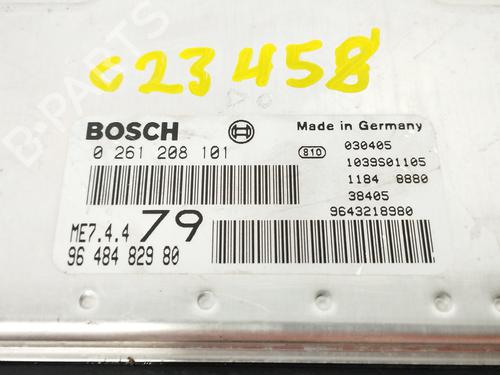 C23458
BOSCH
Made in Germany
0 261 208 101
810
030405
1039S01105
1184 8880
38405
9643218980
ME7.4.4 79
96 484 829 80
B-PARTS